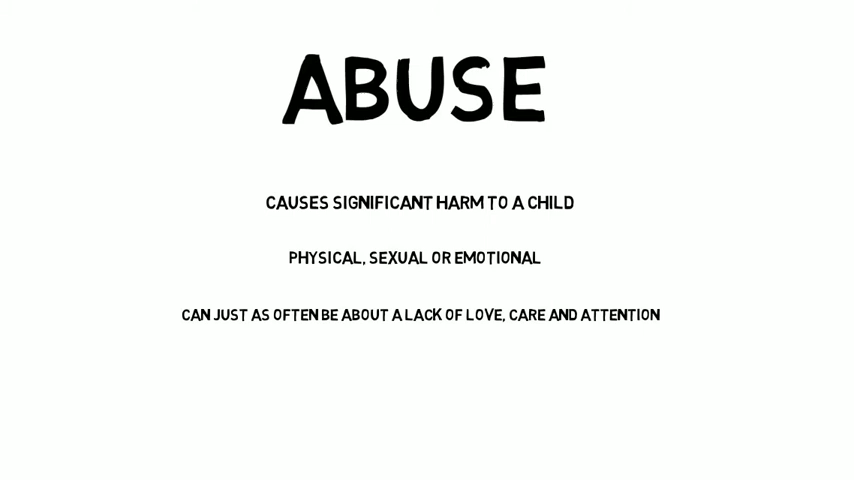 ABUSE
CAUSES SIGNIFICANT HARM TO A CHILD
PHYSICAL, SEXUAL OR EMOTIONAL
CAN JUST AS OFTEN BE ABOUT A LACK OF LOVE, CARE AND ATTENTION